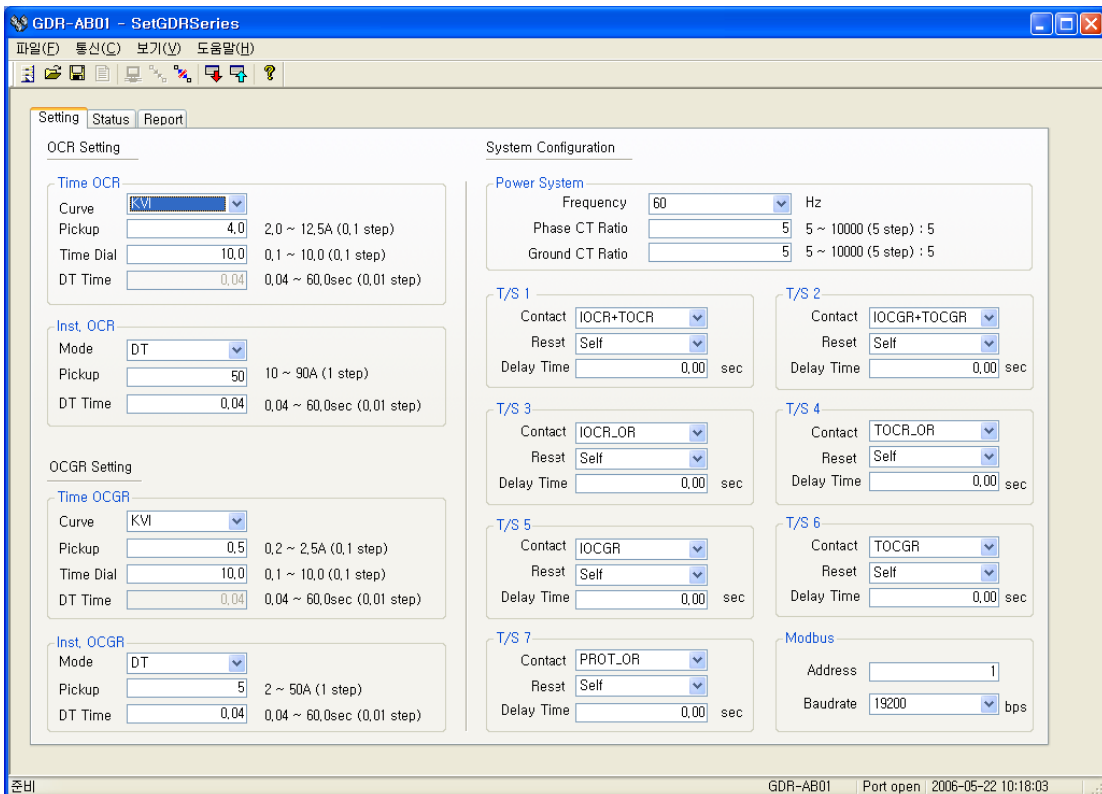 GDR-AB01 - SetGDRSeries
파일(F) 통신(C) 보기(V) 도움말(H)
Setting Status Report
OCR Setting
Time OCR
Curve KVI
Pickup 4,0 2,0 ~ 12,5A (0,1 step)
Time Dial 10,0 0,1 ~ 10,0 (0,1 step)
DT Time 0,04 0,04 ~ 60,0sec (0,01 step)
Inst, OCR
Mode DT
Pickup 50 10 ~ 90A (1 step)
DT Time 0,04 0,04 ~ 60,0sec (0,01 step)
OCGR Setting
Time OCGR
Curve KVI
Pickup 0,5 0,2 ~ 2,5A (0,1 step)
Time Dial 10,0 0,1 ~ 10,0 (0,1 step)
DT Time 0,04 0,04 ~ 60,0sec (0,01 step)
Inst, OCGR
Mode DT
Pickup 5 2 ~ 50A (1 step)
DT Time 0,04 0,04 ~ 60,0sec (0,01 step)
System Configuration
Power System
Frequency 60 Hz
Phase CT Ratio 5 5 ~ 10000 (5 step) : 5
Ground CT Ratio 5 5 ~ 10000 (5 step) : 5
T/S 1
Contact IOCR+TOCR
Reset Self
Delay Time 0,00 sec
T/S 2
Contact IOCGR+TOCGR
Reset Self
Delay Time 0,00 sec
T/S 3
Contact IOCR_OR
Reset Self
Delay Time 0,00 sec
T/S 4
Contact TOCR_OR
Reset Self
Delay Time 0,00 sec
T/S 5
Contact IOCGR
Reset Self
Delay Time 0,00 sec
T/S 6
Contact TOCGR
Reset Self
Delay Time 0,00 sec
T/S 7
Contact PROT_OR
Reset Self
Delay Time 0,00 sec
Modbus
Address 1
Baudrate 19200 bps
준비 GDR-AB01 Port open 2006-05-22 10:18:03